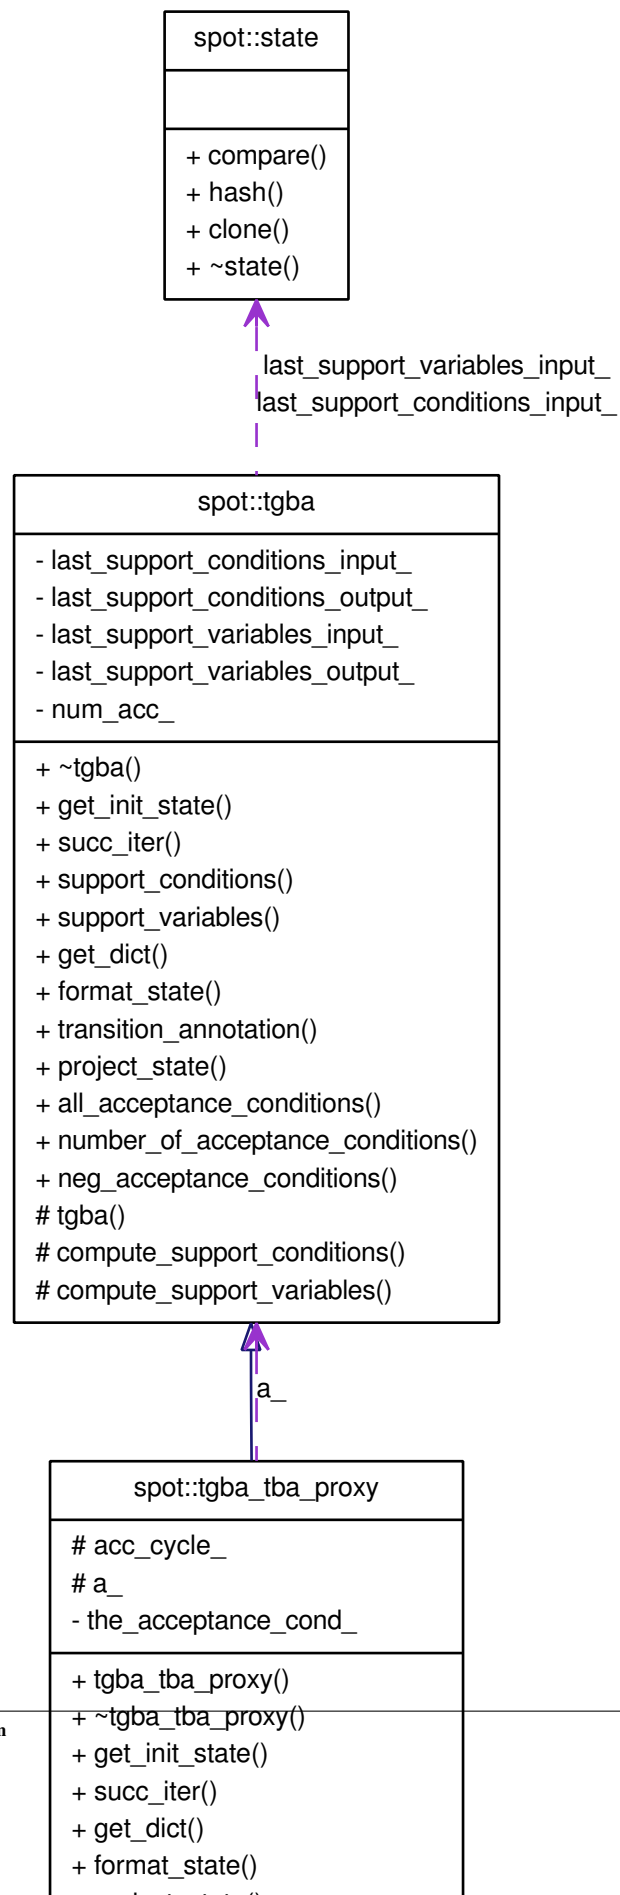 spot::state
+ compare()
+ hash()
+ clone()
+ ~state()
last_support_variables_input_
last_support_conditions_input_
spot::tgba
- last_support_conditions_input_
- last_support_conditions_output_
- last_support_variables_input_
- last_support_variables_output_
- num_acc_
+ ~tgba()
+ get_init_state()
+ succ_iter()
+ support_conditions()
+ support_variables()
+ get_dict()
+ format_state()
+ transition_annotation()
+ project_state()
+ all_acceptance_conditions()
+ number_of_acceptance_conditions()
+ neg_acceptance_conditions()
# tgba()
# compute_support_conditions()
# compute_support_variables()
a_
spot::tgba_tba_proxy
# acc_cycle_
# a_
- the_acceptance_cond_
+ tgba_tba_proxy()
+ ~tgba_tba_proxy()
n
+ get_init_state()
+ succ_iter()
+ get_dict()
+ format_state()